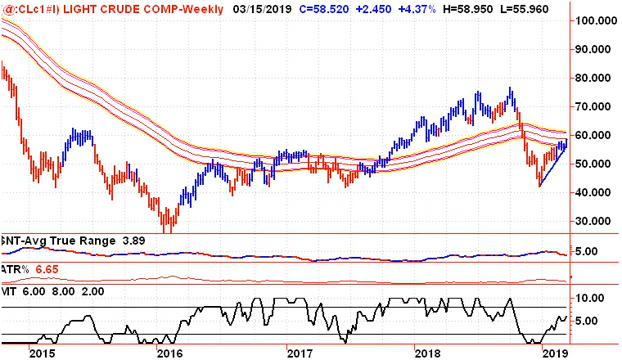 @:CLc1#I) LIGHT CRUDE COMP-Weekly 03/15/2019 C=58.520 +2.450 +4.37% H=58.950 L=55.960
100.000
90.000
80.000
70.000
60.000
50.000
40.000
30.000
$NT-Avg True Range 3.89
5.00
ATR% 6.65
MIT 6.00 8.00 2.00
10.00
5.00
2015 2016 2017 2018 2019